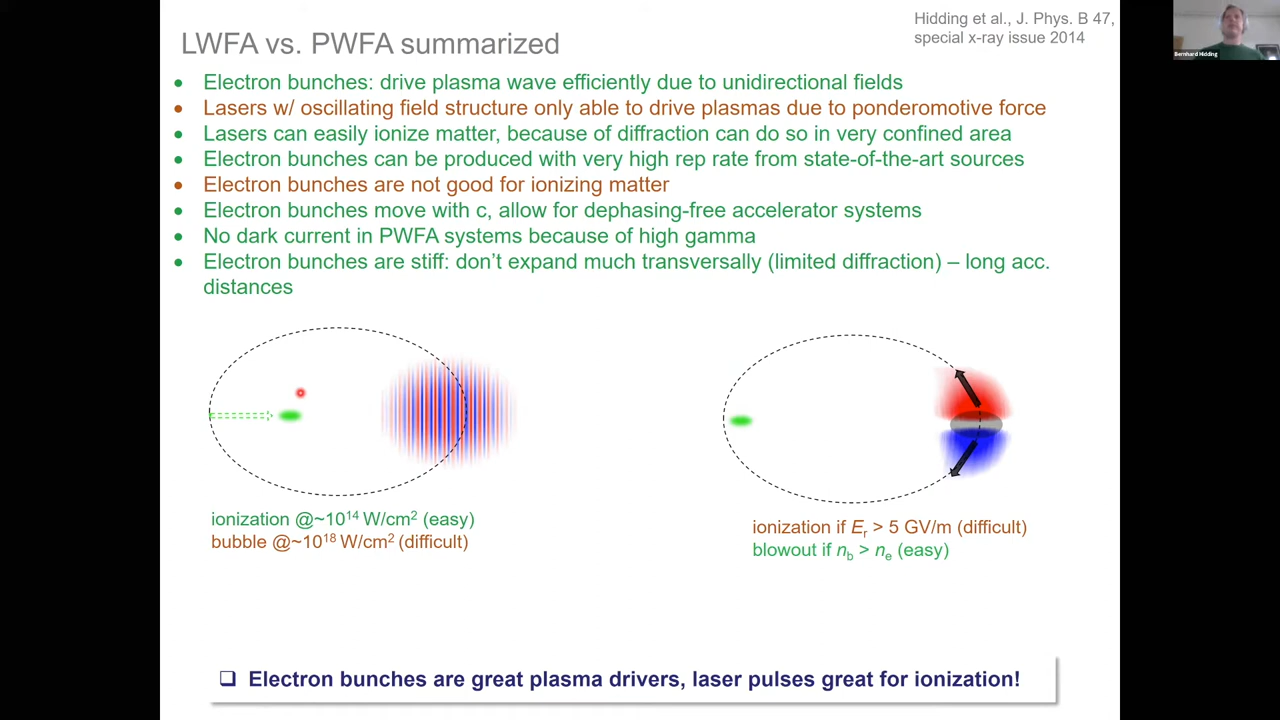 Hidding et al., J. Phys. B 47,
special x-ray issue 2014
Bernhard Hidding
LWFA vs. PWFA summarized
• Electron bunches: drive plasma wave efficiently due to unidirectional fields
• Lasers w/ oscillating field structure only able to drive plasmas due to ponderomotive force
• Lasers can easily ionize matter, because of diffraction can do so in very confined area
• Electron bunches can be produced with very high rep rate from state-of-the-art sources
• Electron bunches are not good for ionizing matter
• Electron bunches move with c, allow for dephasing-free accelerator systems
• No dark current in PWFA systems because of high gamma
• Electron bunches are stiff: don’t expand much transversally (limited diffraction) – long acc.
distances
ionization @~10¹⁴ W/cm² (easy)
bubble @~10¹⁸ W/cm² (difficult)
ionization if Eᵣ > 5 GV/m (difficult)
blowout if n_b > nₑ (easy)
❑ Electron bunches are great plasma drivers, laser pulses great for ionization!